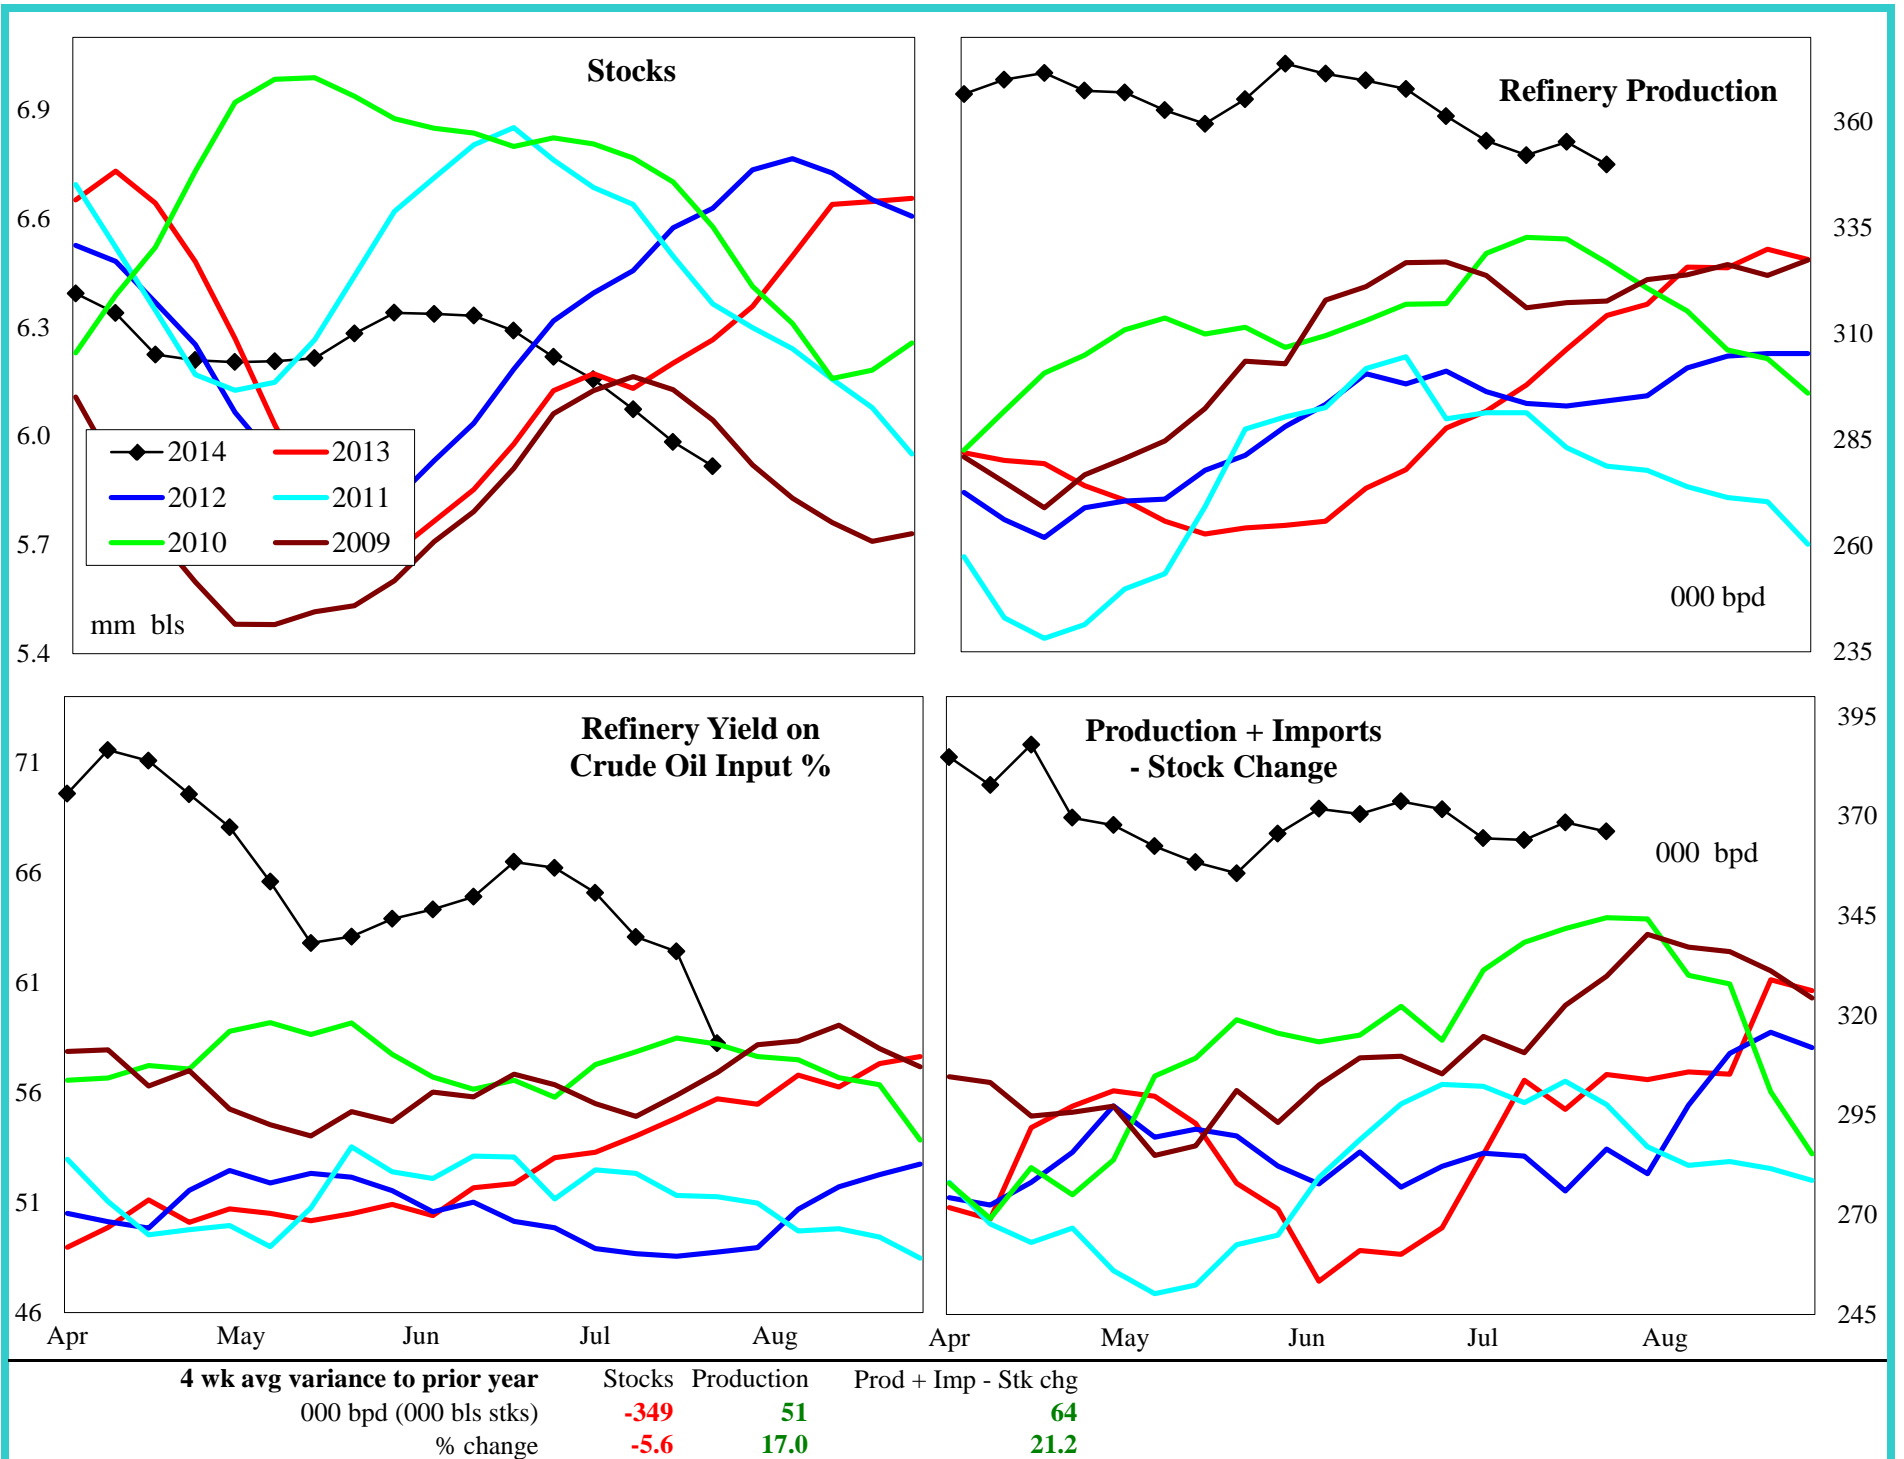 Stocks
6.9
6.6
6.3
6.0
5.7
5.4
2014 2013
2012 2011
2010 2009
mm bls
Refinery Production
360
335
310
285
260
235
000 bpd
Refinery Yield on
Crude Oil Input %
71
66
61
56
51
46
Apr May Jun Jul Aug
Production + Imports
- Stock Change
395
370
345
320
295
270
245
000 bpd
Apr May Jun Jul Aug
4 wk avg variance to prior year Stocks Production Prod + Imp - Stk chg
000 bpd (000 bls stks) -349 51 64
% change -5.6 17.0 21.2